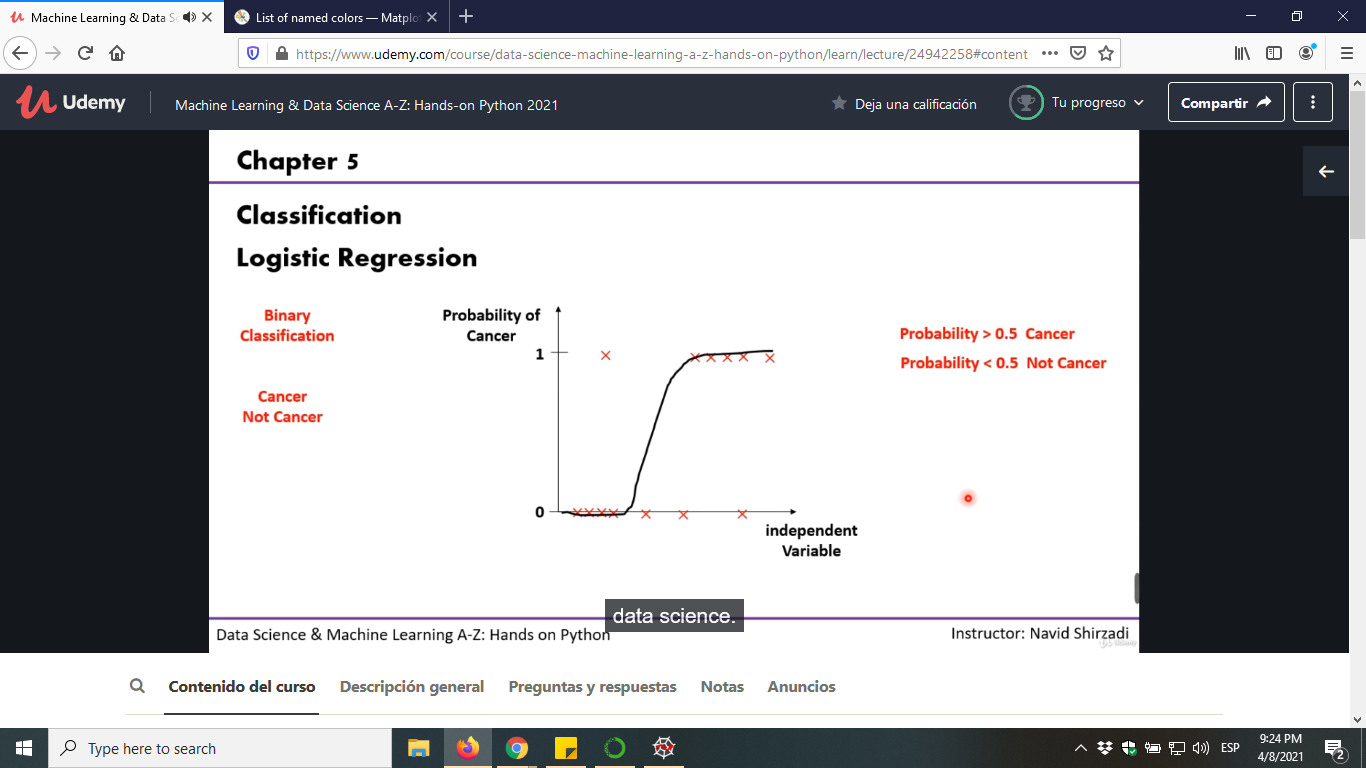 Machine Learning & Data Sc
List of named colors — Matplo
https://www.udemy.com/course/data-science-machine-learning-a-z-hands-on-python/learn/lecture/24942258#content
Udemy
Machine Learning & Data Science A-Z: Hands-on Python 2021
Deja una calificación
Tu progreso
Compartir
Chapter 5
Classification
Logistic Regression
Binary
Classification
Cancer
Not Cancer
Probability of
Cancer
1
0
independent
Variable
Probability > 0.5 Cancer
Probability < 0.5 Not Cancer
data science.
Data Science & Machine Learning A-Z: Hands on Python
Instructor: Navid Shirzadi
Udemy
Contenido del curso
Descripción general
Preguntas y respuestas
Notas
Anuncios
Type here to search
ESP
9:24 PM
4/8/2021
2